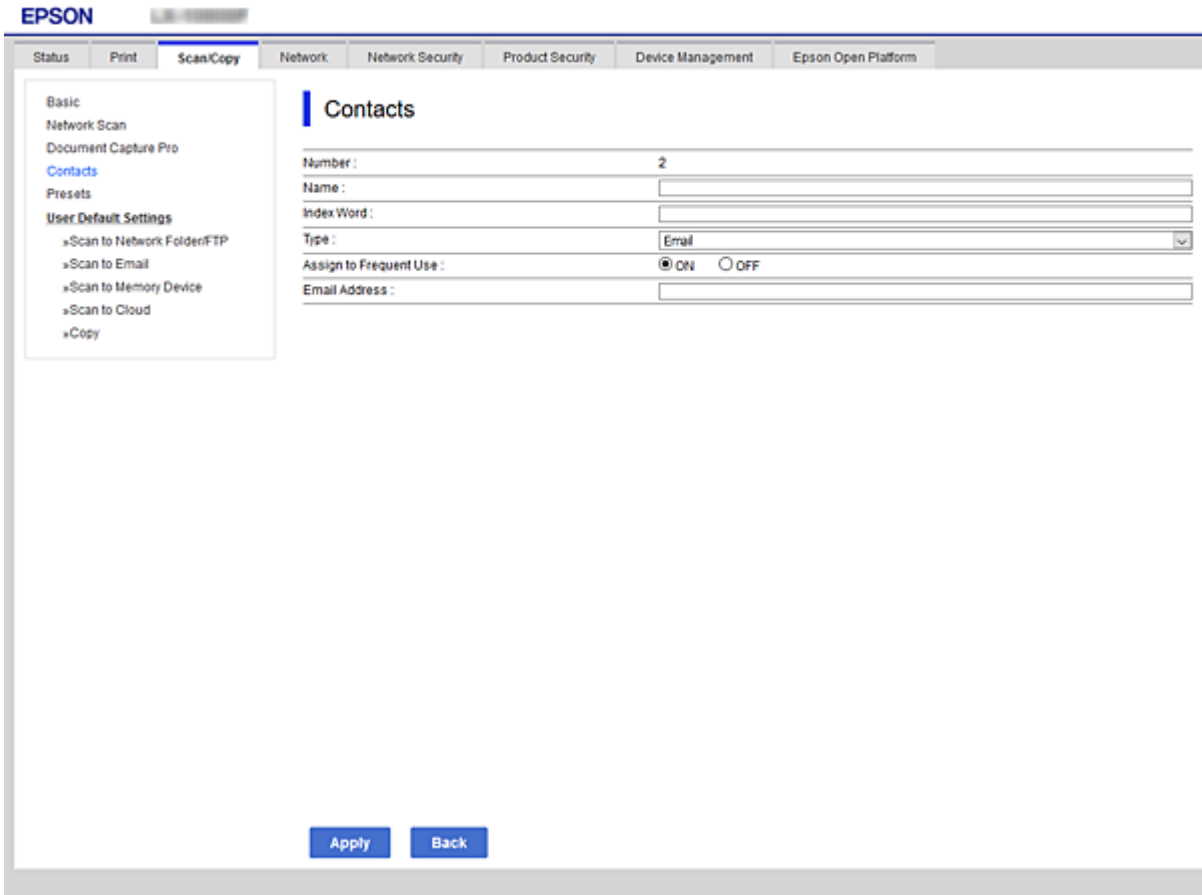 EPSON
Status Print Scan/Copy Network Network Security Product Security Device Management Epson Open Platform
Basic
Network Scan
Document Capture Pro
Contacts
Presets
User Default Settings
»Scan to Network Folder/FTP
»Scan to Email
»Scan to Memory Device
»Scan to Cloud
»Copy
Contacts
Number : 2
Name :
Index Word :
Type : Email
Assign to Frequent Use : ON OFF
Email Address :
Apply Back